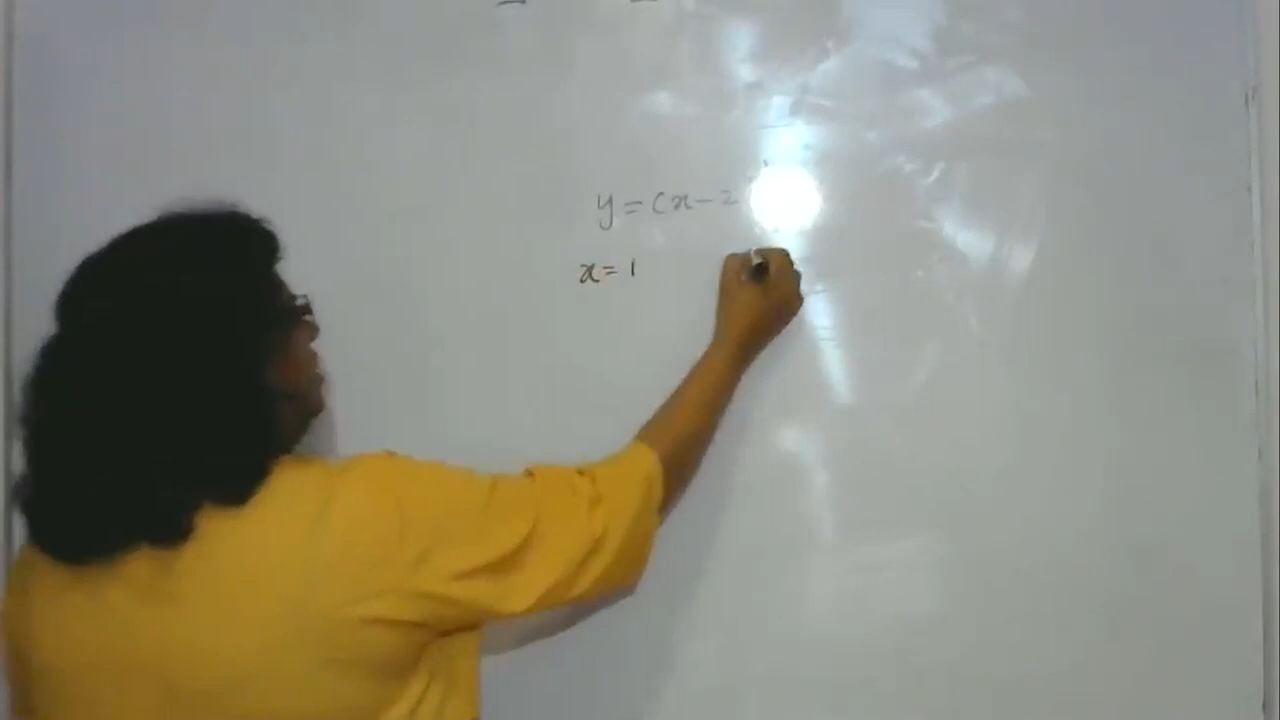 y = (x - 2
x = 1